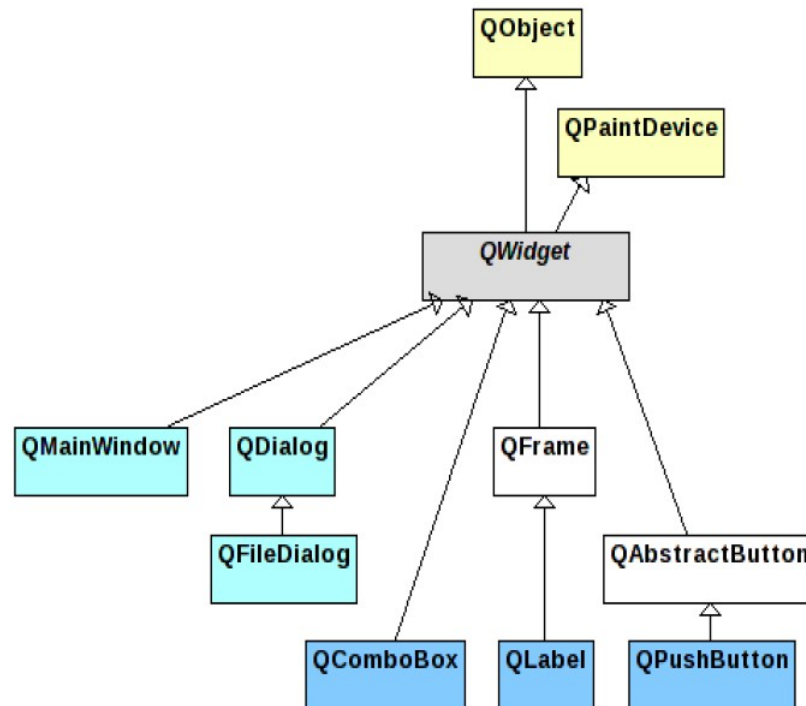 QObject
QPaintDevice
QWidget
QMainWindow
QDialog
QFrame
QFileDialog
QAbstractButton
QComboBox
QLabel
QPushButton